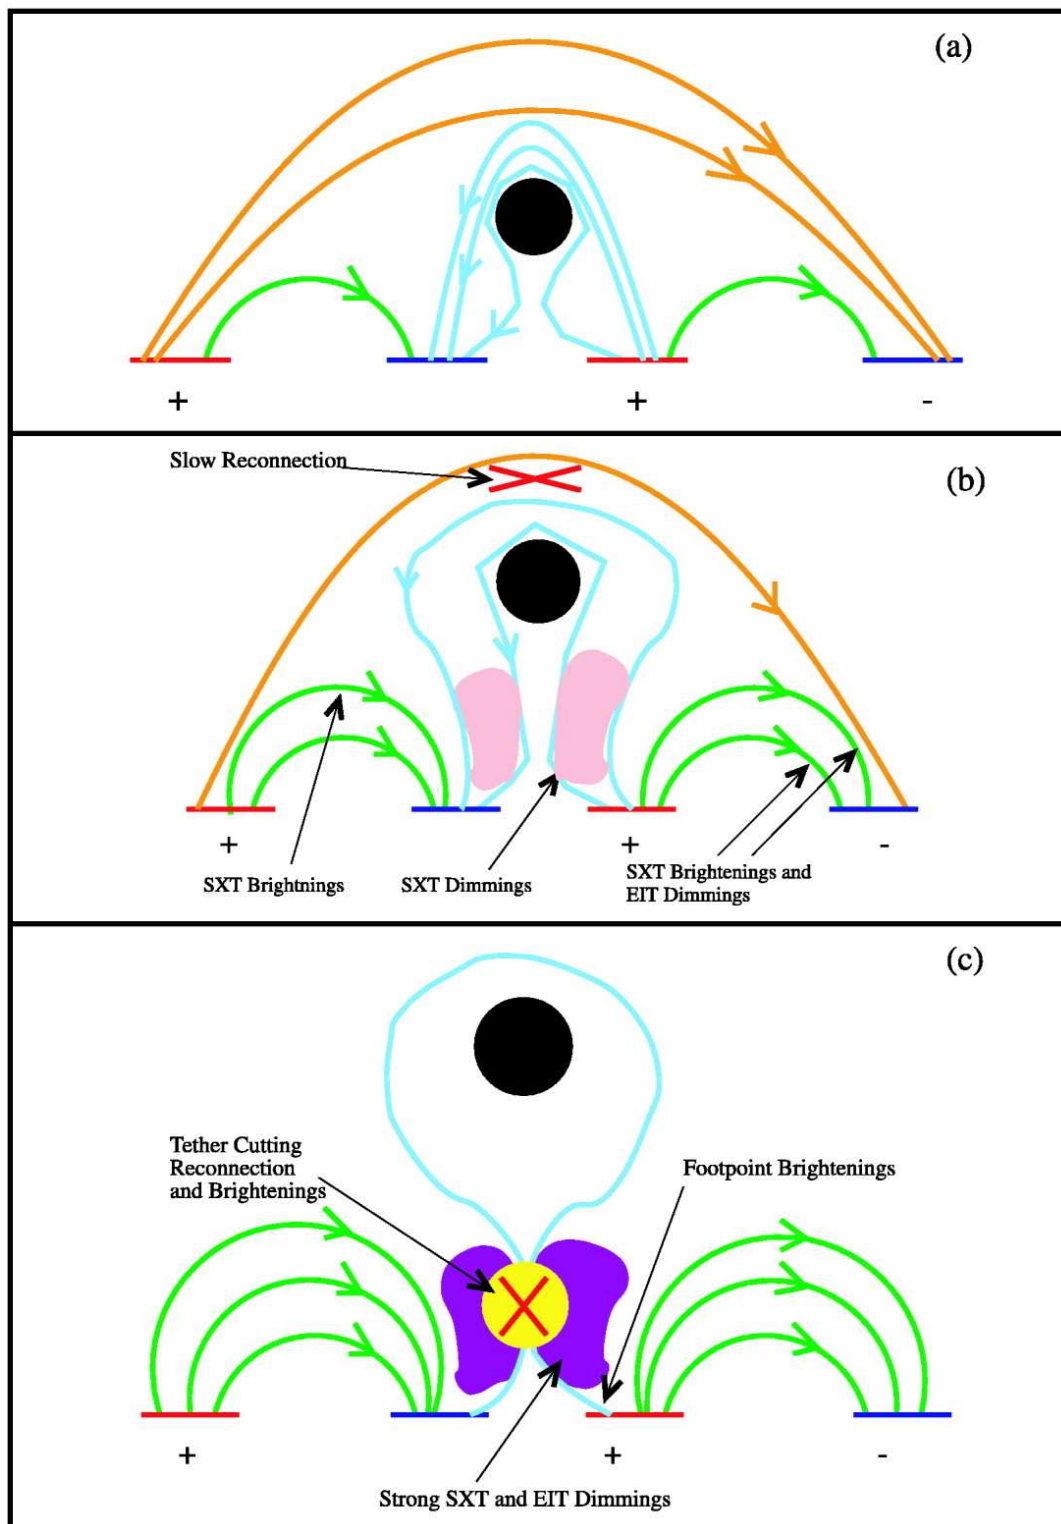 (a)
+
+
-
Slow Reconnection
(b)
+
+
-
SXT Brightnings
SXT Dimmings
SXT Brightenings and
EIT Dimmings
(c)
Tether Cutting
Reconnection
and Brightenings
Footpoint Brightenings
+
+
-
Strong SXT and EIT Dimmings